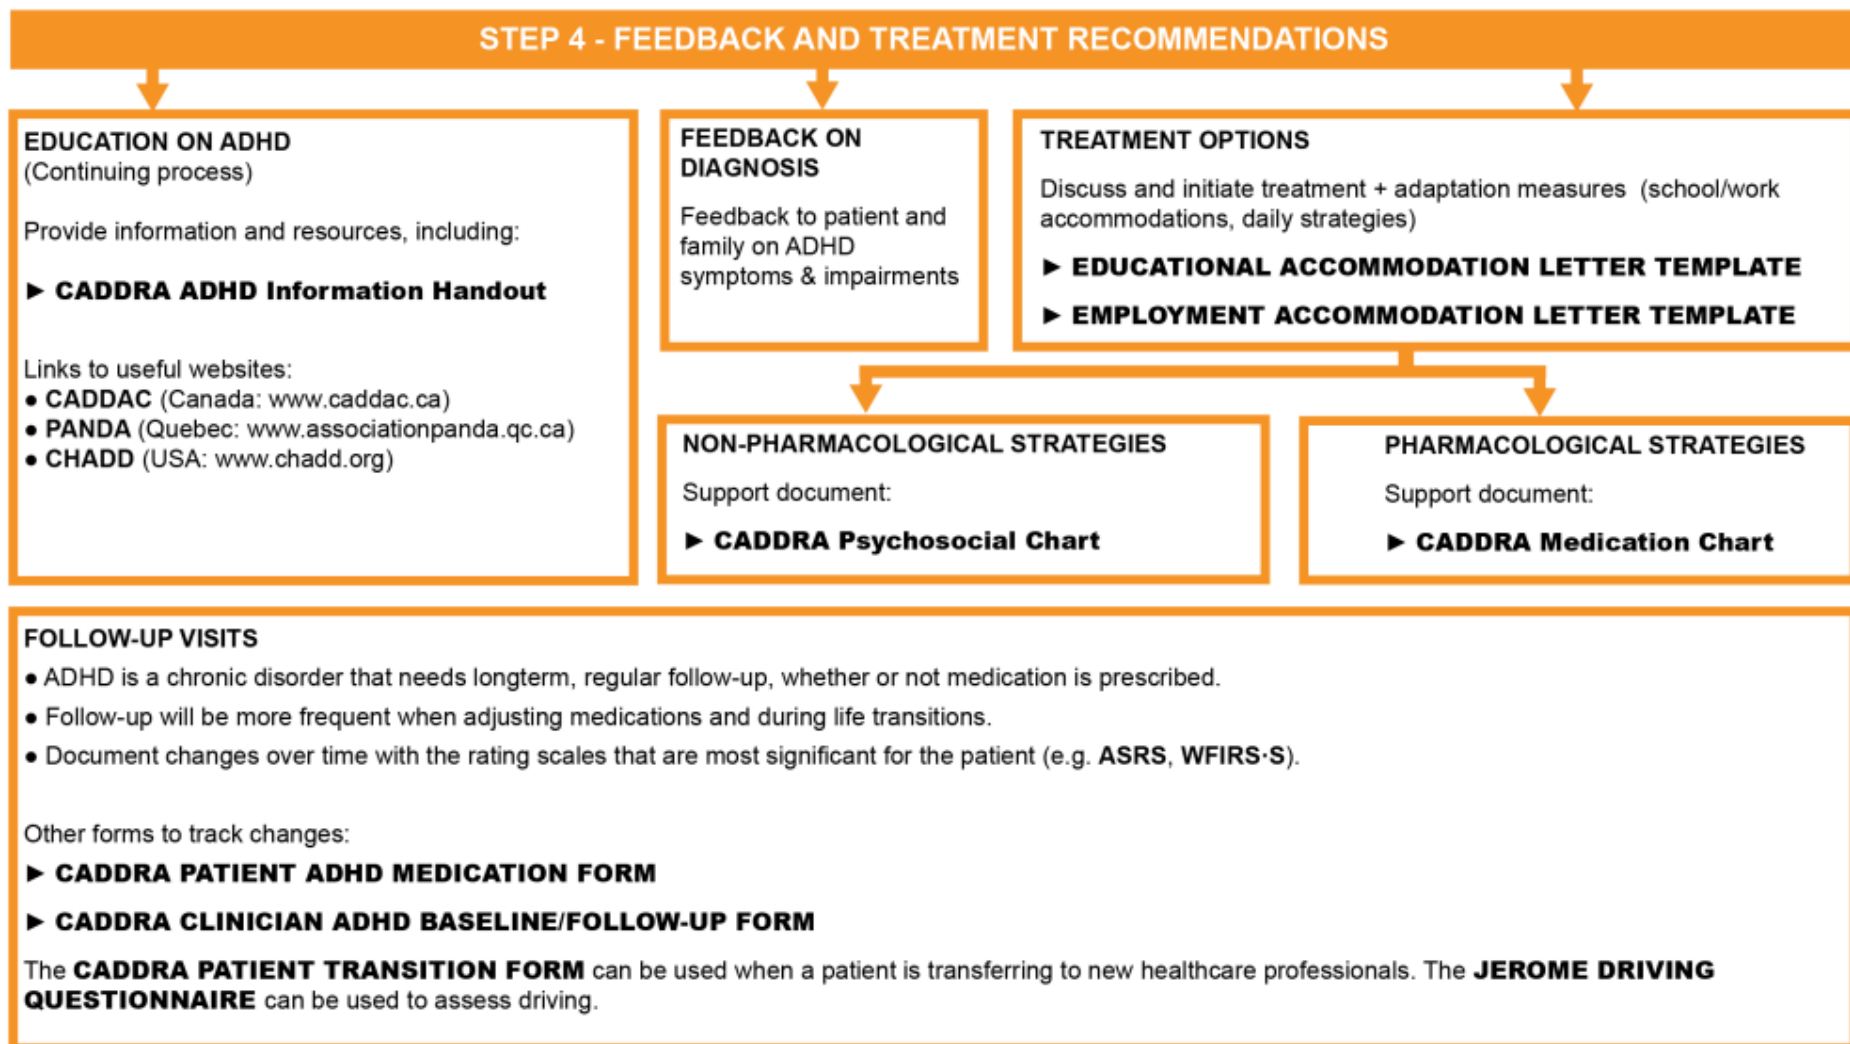 STEP 4 - FEEDBACK AND TREATMENT RECOMMENDATIONS
EDUCATION ON ADHD
(Continuing process)
Provide information and resources, including:
► CADDRA ADHD Information Handout
Links to useful websites:
● CADDAC (Canada: www.caddac.ca)
● PANDA (Quebec: www.associationpanda.qc.ca)
● CHADD (USA: www.chadd.org)
FEEDBACK ON
DIAGNOSIS
Feedback to patient and
family on ADHD
symptoms & impairments
TREATMENT OPTIONS
Discuss and initiate treatment + adaptation measures (school/work
accommodations, daily strategies)
► EDUCATIONAL ACCOMMODATION LETTER TEMPLATE
► EMPLOYMENT ACCOMMODATION LETTER TEMPLATE
NON-PHARMACOLOGICAL STRATEGIES
Support document:
► CADDRA Psychosocial Chart
PHARMACOLOGICAL STRATEGIES
Support document:
► CADDRA Medication Chart
FOLLOW-UP VISITS
● ADHD is a chronic disorder that needs longterm, regular follow-up, whether or not medication is prescribed.
● Follow-up will be more frequent when adjusting medications and during life transitions.
● Document changes over time with the rating scales that are most significant for the patient (e.g. ASRS, WFIRS·S).
Other forms to track changes:
► CADDRA PATIENT ADHD MEDICATION FORM
► CADDRA CLINICIAN ADHD BASELINE/FOLLOW-UP FORM
The CADDRA PATIENT TRANSITION FORM can be used when a patient is transferring to new healthcare professionals. The JEROME DRIVING
QUESTIONNAIRE can be used to assess driving.